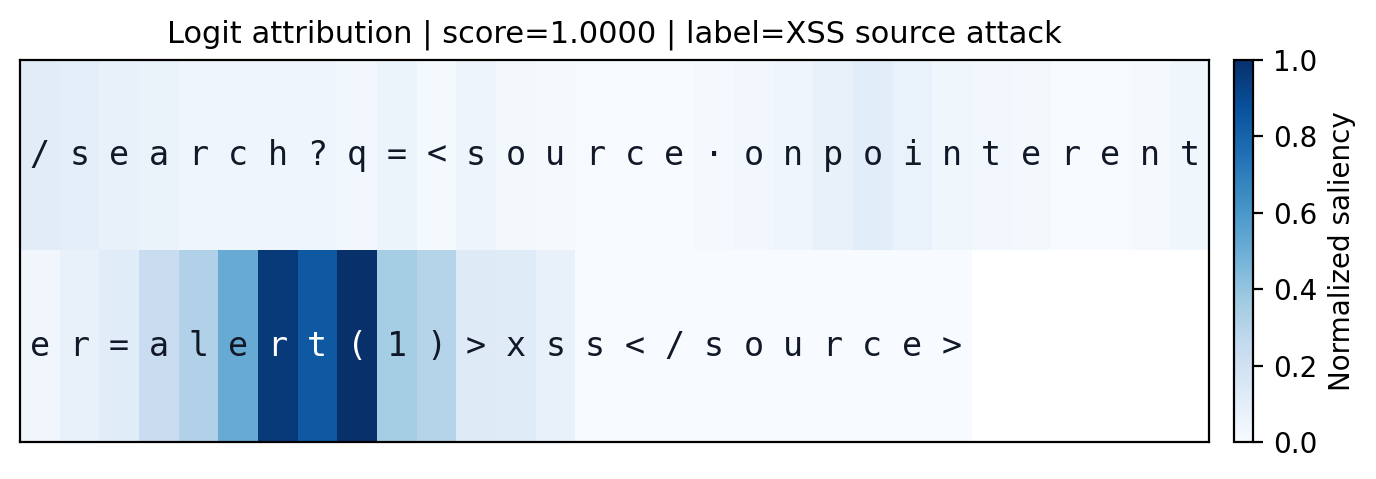 Logit attribution | score=1.0000 | label=XSS source attack
/search?q=<source·onpointerent
er=alert(1)>xss</source>
1.0
0.8
0.6
0.4
0.2
0.0
Normalized saliency